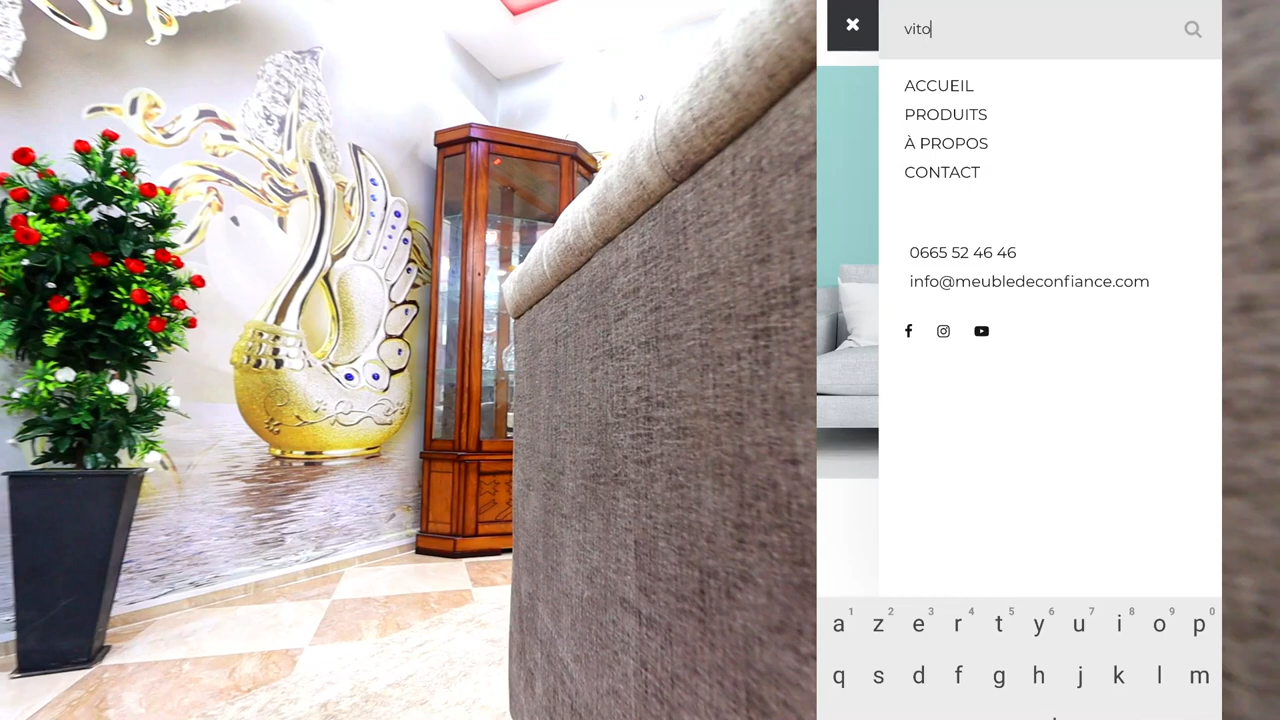 vito
ACCUEIL
PRODUITS
À PROPOS
CONTACT
0665 52 46 46
info@meubledeconfiance.com
1 2 3 4 5 6 7 8 9 0
a z e r t y u i o p
q s d f g h j k l m